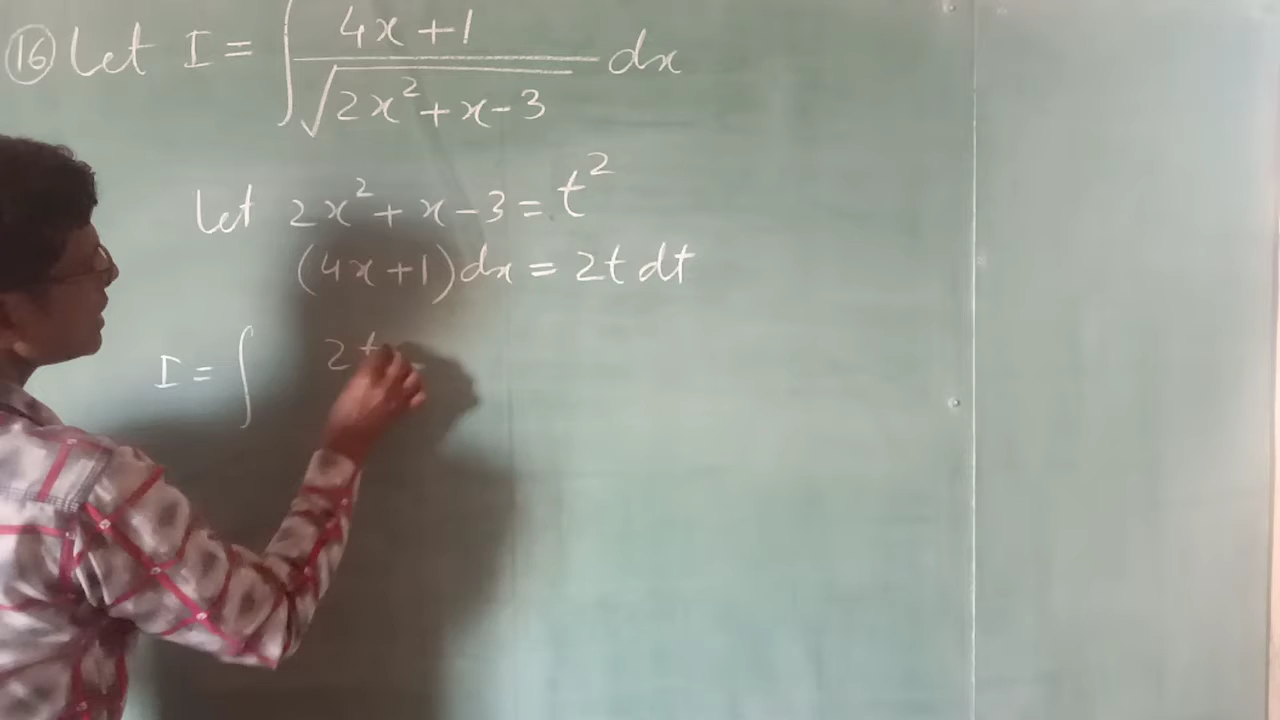 16 Let I = ∫ (4x + 1) / √(2x² + x - 3) dx
Let 2x² + x - 3 = t²
(4x + 1) dx = 2t dt
I = ∫ 2t